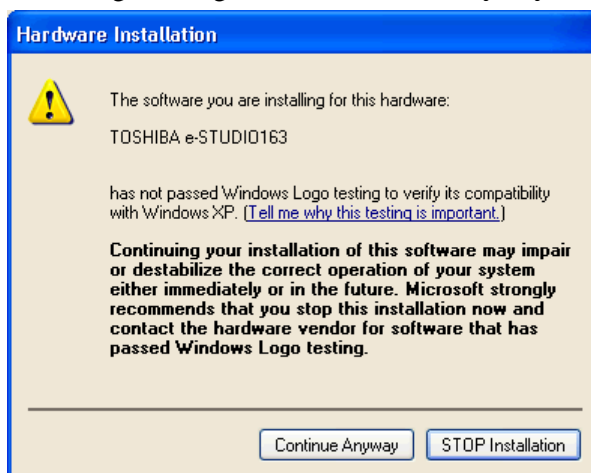 Hardware Installation
The software you are installing for this hardware:
TOSHIBA e-STUDIO163
has not passed Windows Logo testing to verify its compatibility
with Windows XP. (Tell me why this testing is important.)
Continuing your installation of this software may impair
or destabilize the correct operation of your system
either immediately or in the future. Microsoft strongly
recommends that you stop this installation now and
contact the hardware vendor for software that has
passed Windows Logo testing.
Continue Anyway STOP Installation